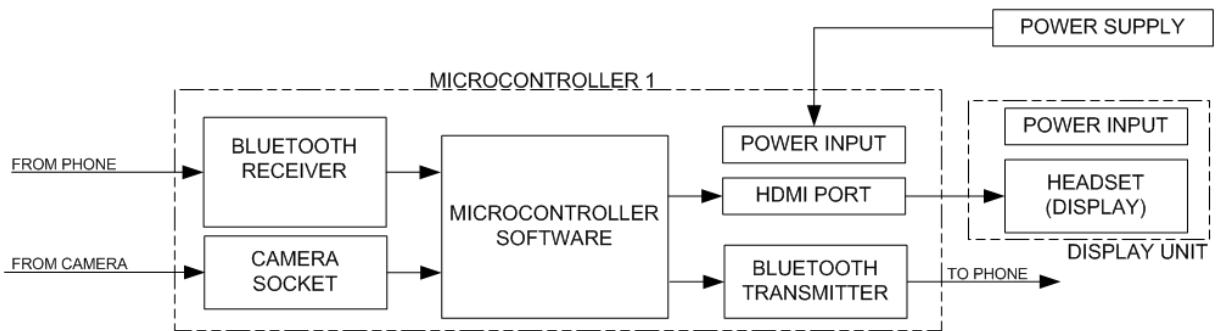 POWER SUPPLY
MICROCONTROLLER 1
BLUETOOTH
RECEIVER
FROM PHONE
CAMERA
SOCKET
FROM CAMERA
MICROCONTROLLER
SOFTWARE
POWER INPUT
HDMI PORT
BLUETOOTH
TRANSMITTER
TO PHONE
POWER INPUT
HEADSET
(DISPLAY)
DISPLAY UNIT